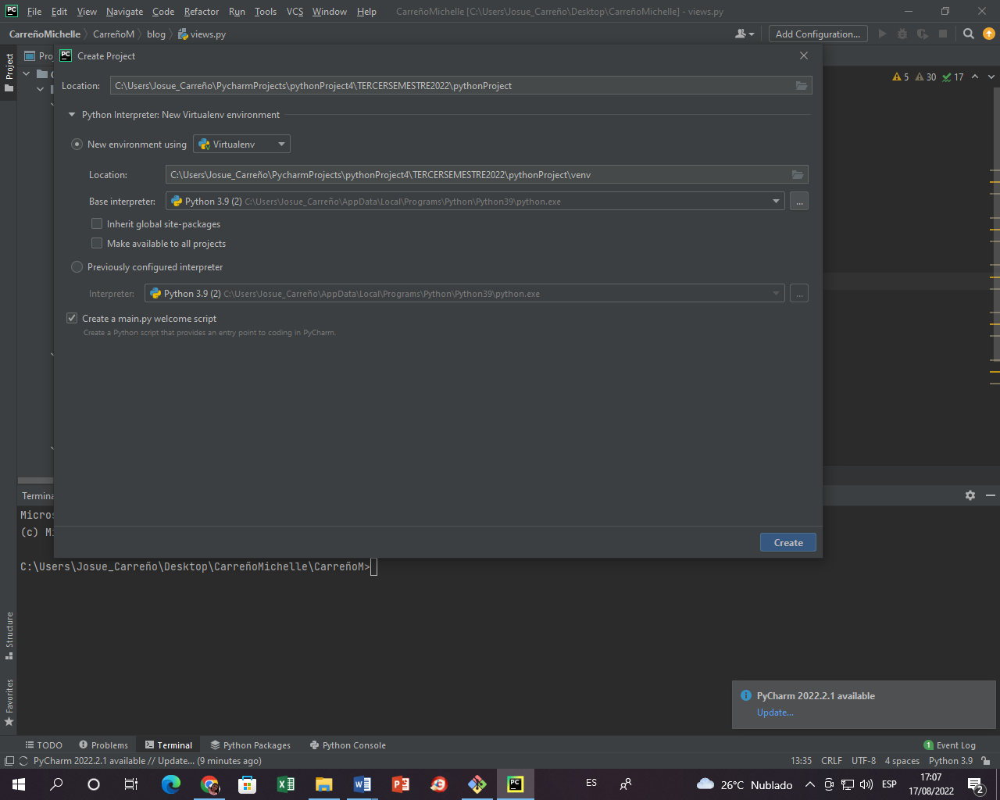 File Edit View Navigate Code Refactor Run Tools VCS Window Help CarreñoMichelle [C:\Users\Josue_Carreño\Desktop\CarreñoMichelle] - views.py
CarreñoMichelle CarreñoM blog views.py Add Configuration...
Project
Create Project
Location: C:\Users\Josue_Carreño\PycharmProjects\pythonProject4\TERCERSEMESTRE2022\pythonProject
5 30 17
Python Interpreter: New Virtualenv environment
New environment using Virtualenv
Location: C:\Users\Josue_Carreño\PycharmProjects\pythonProject4\TERCERSEMESTRE2022\pythonProject\venv
Base interpreter: Python 3.9 (2) C:\Users\Josue_Carreño\AppData\Local\Programs\Python\Python39\python.exe ...
Inherit global site-packages
Make available to all projects
Previously configured interpreter
Interpreter: Python 3.9 (2) C:\Users\Josue_Carreño\AppData\Local\Programs\Python\Python39\python.exe ...
Create a main.py welcome script
Create a Python script that provides an entry point to coding in PyCharm.
Create
Termina
Micros
(c) Mi
C:\Users\Josue_Carreño\Desktop\CarreñoMichelle\CarreñoM>
Structure
Favorites
PyCharm 2022.2.1 available
Update...
TODO Problems Terminal Python Packages Python Console 1 Event Log
PyCharm 2022.2.1 available // Update... (9 minutes ago) 13:35 CRLF UTF-8 4 spaces Python 3.9
ES 26°C Nublado ESP 17:07
17/08/2022 2